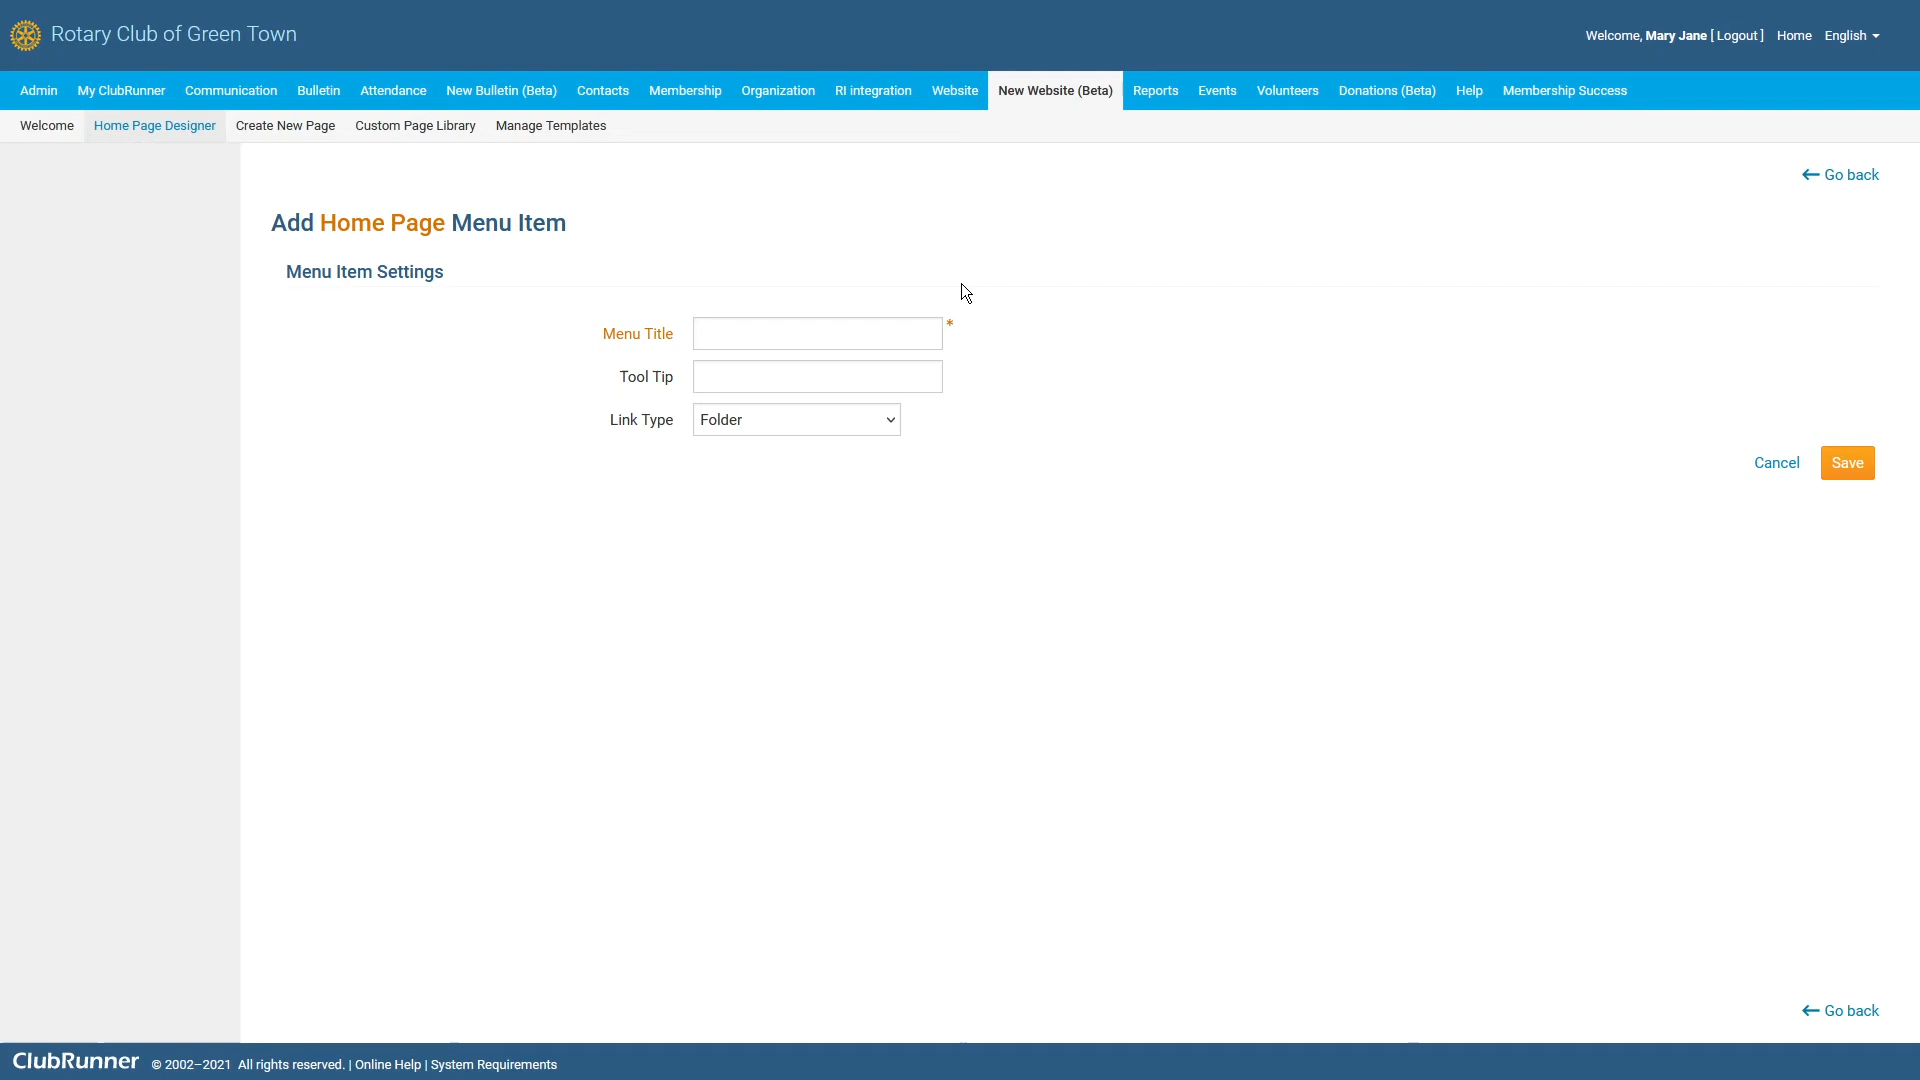 Rotary Club of Green Town
Welcome, Mary Jane [ Logout ] Home English
Admin My ClubRunner Communication Bulletin Attendance New Bulletin (Beta) Contacts Membership Organization RI integration Website New Website (Beta) Reports Events Volunteers Donations (Beta) Help Membership Success
Welcome Home Page Designer Create New Page Custom Page Library Manage Templates
Go back
Add Home Page Menu Item
Menu Item Settings
Menu Title *
Tool Tip
Link Type Folder
Cancel Save
Go back
ClubRunner © 2002–2021 All rights reserved. | Online Help | System Requirements